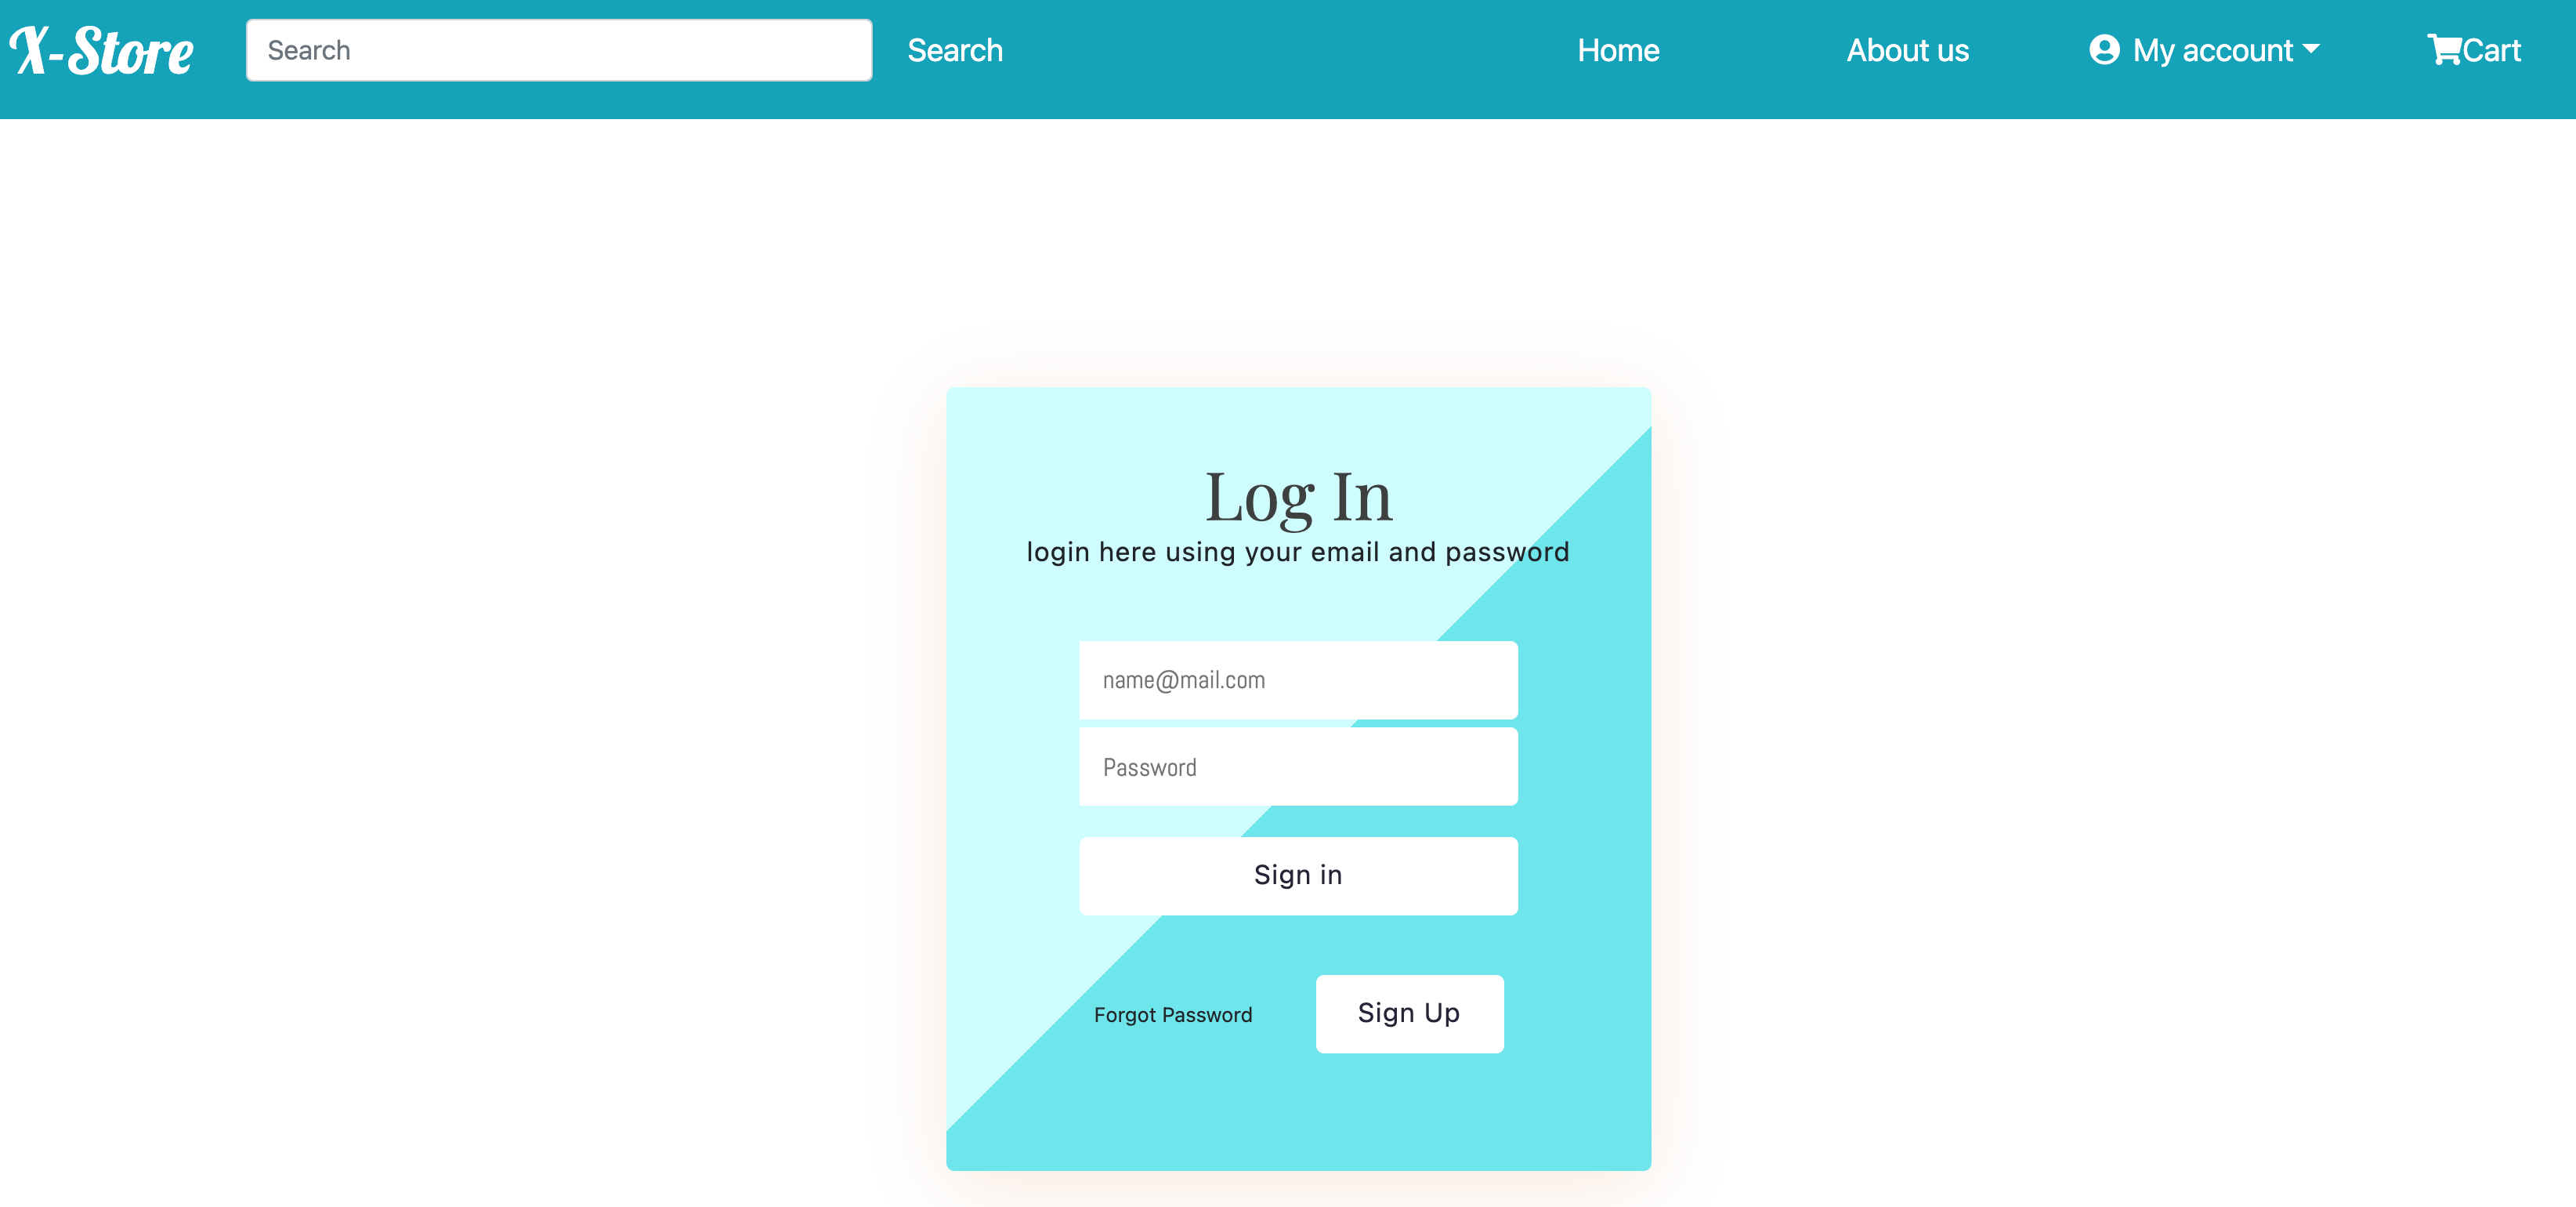 X-Store Search Search Home About us My account Cart
Log In
login here using your email and password
name@mail.com
Password
Sign in
Forgot Password Sign Up